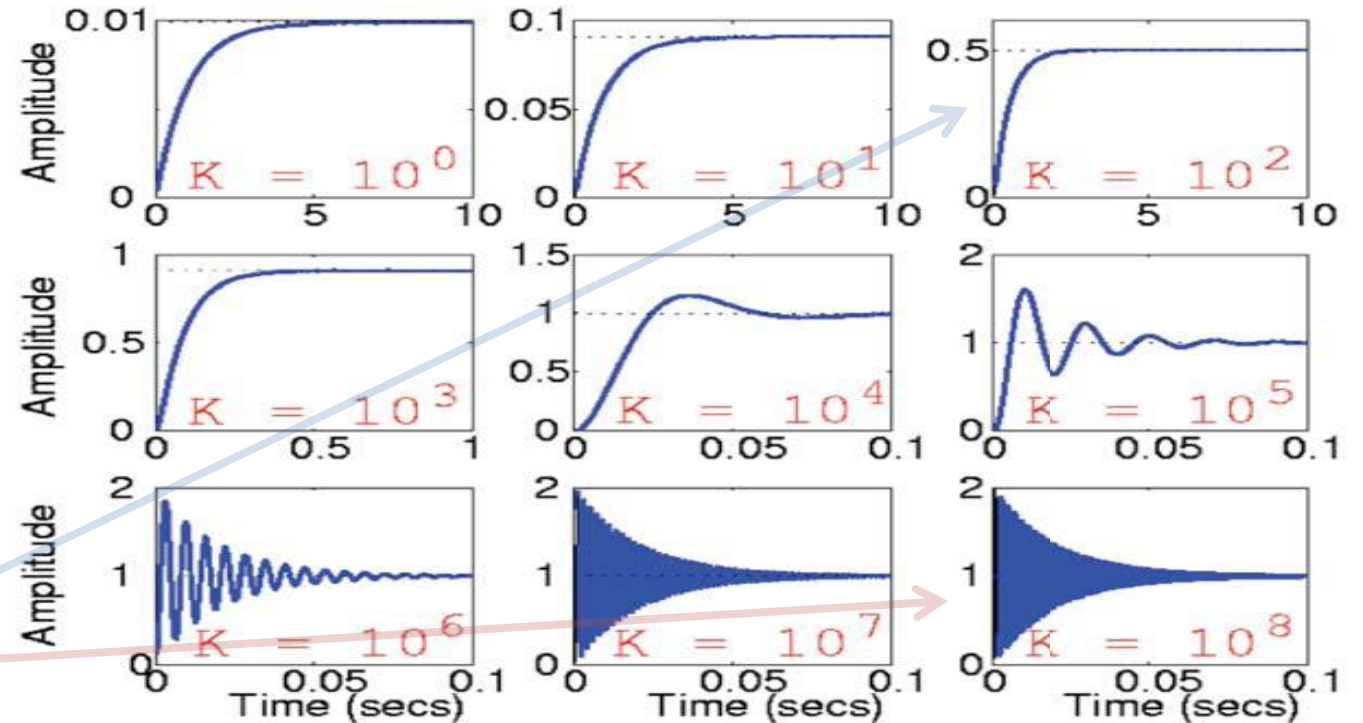 0.01
0
0 5 10
Amplitude
K = 10^0
0.1
0.05
0 5 10
K = 10^1
0.5
0
0 5 10
K = 10^2
1
0.5
0
0 0.5 1
Amplitude
K = 10^3
1.5
1
0.5
0
0 0.05 0.1
K = 10^4
2
1
0
0 0.05 0.1
K = 10^5
2
1
0
0 0.05 0.1
Amplitude
K = 10^6
Time (secs)
2
1
0
0 0.05 0.1
K = 10^7
Time (secs)
2
1
0
0 0.05 0.1
K = 10^8
Time (secs)